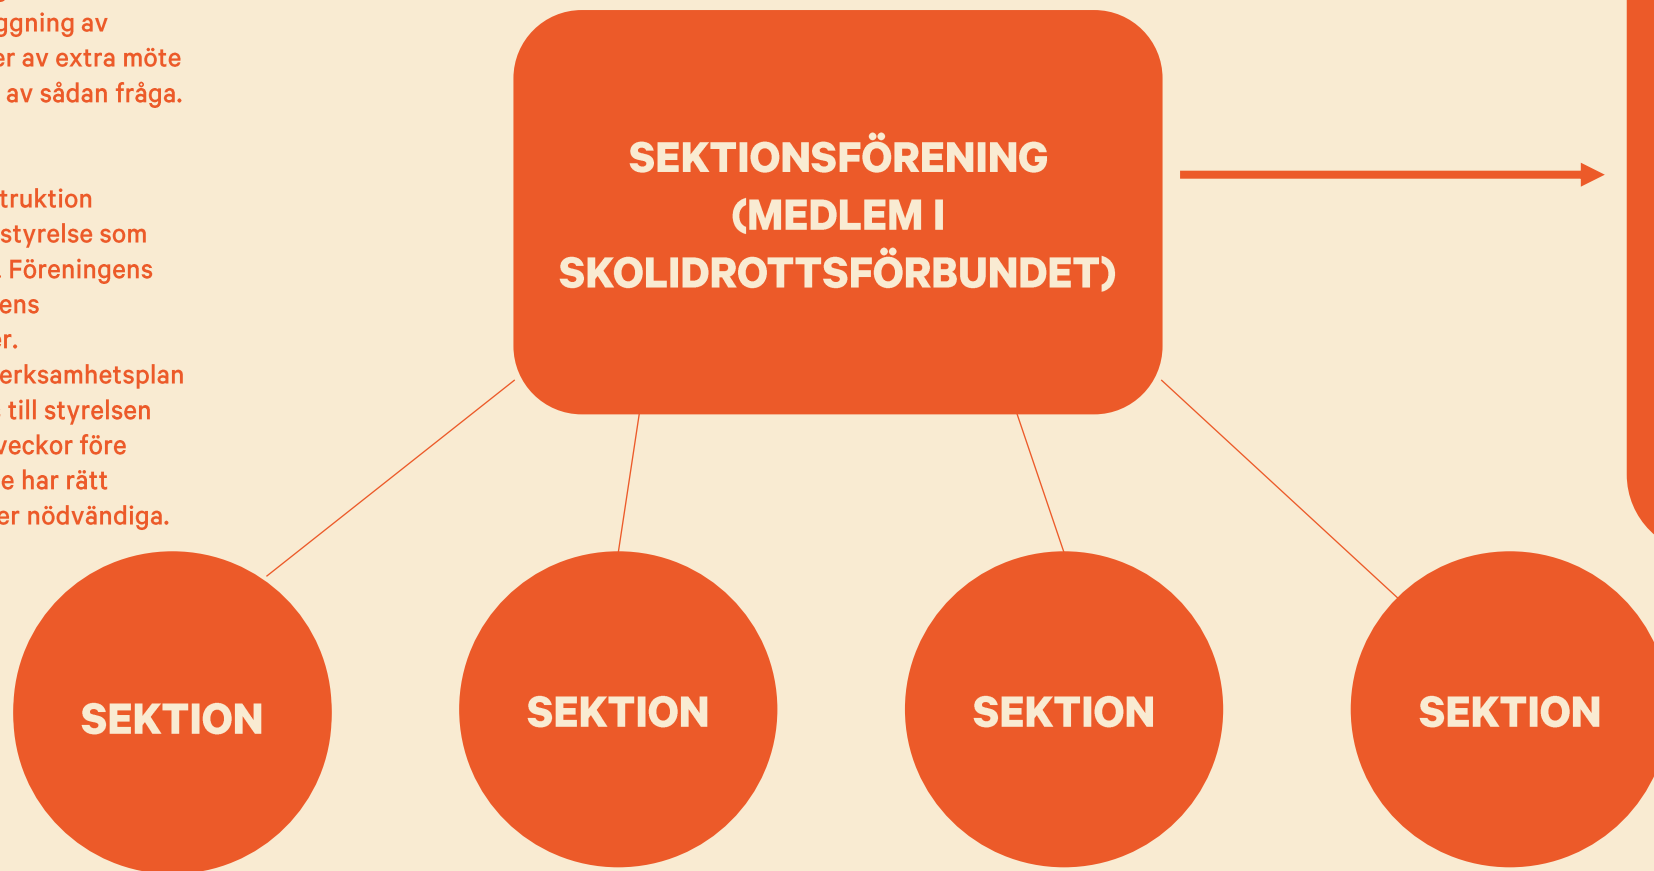 ggning av
er av extra möte
av sådan fråga.
truktion
styrelse som
. Föreningens
ens
er.
erksamhetsplan
till styrelsen
veckor före
e har rätt
er nödvändiga.
SEKTIONSFÖRENING
(MEDLEM I
SKOLIDROTTSFÖRBUNDET)
SEKTION
SEKTION
SEKTION
SEKTION